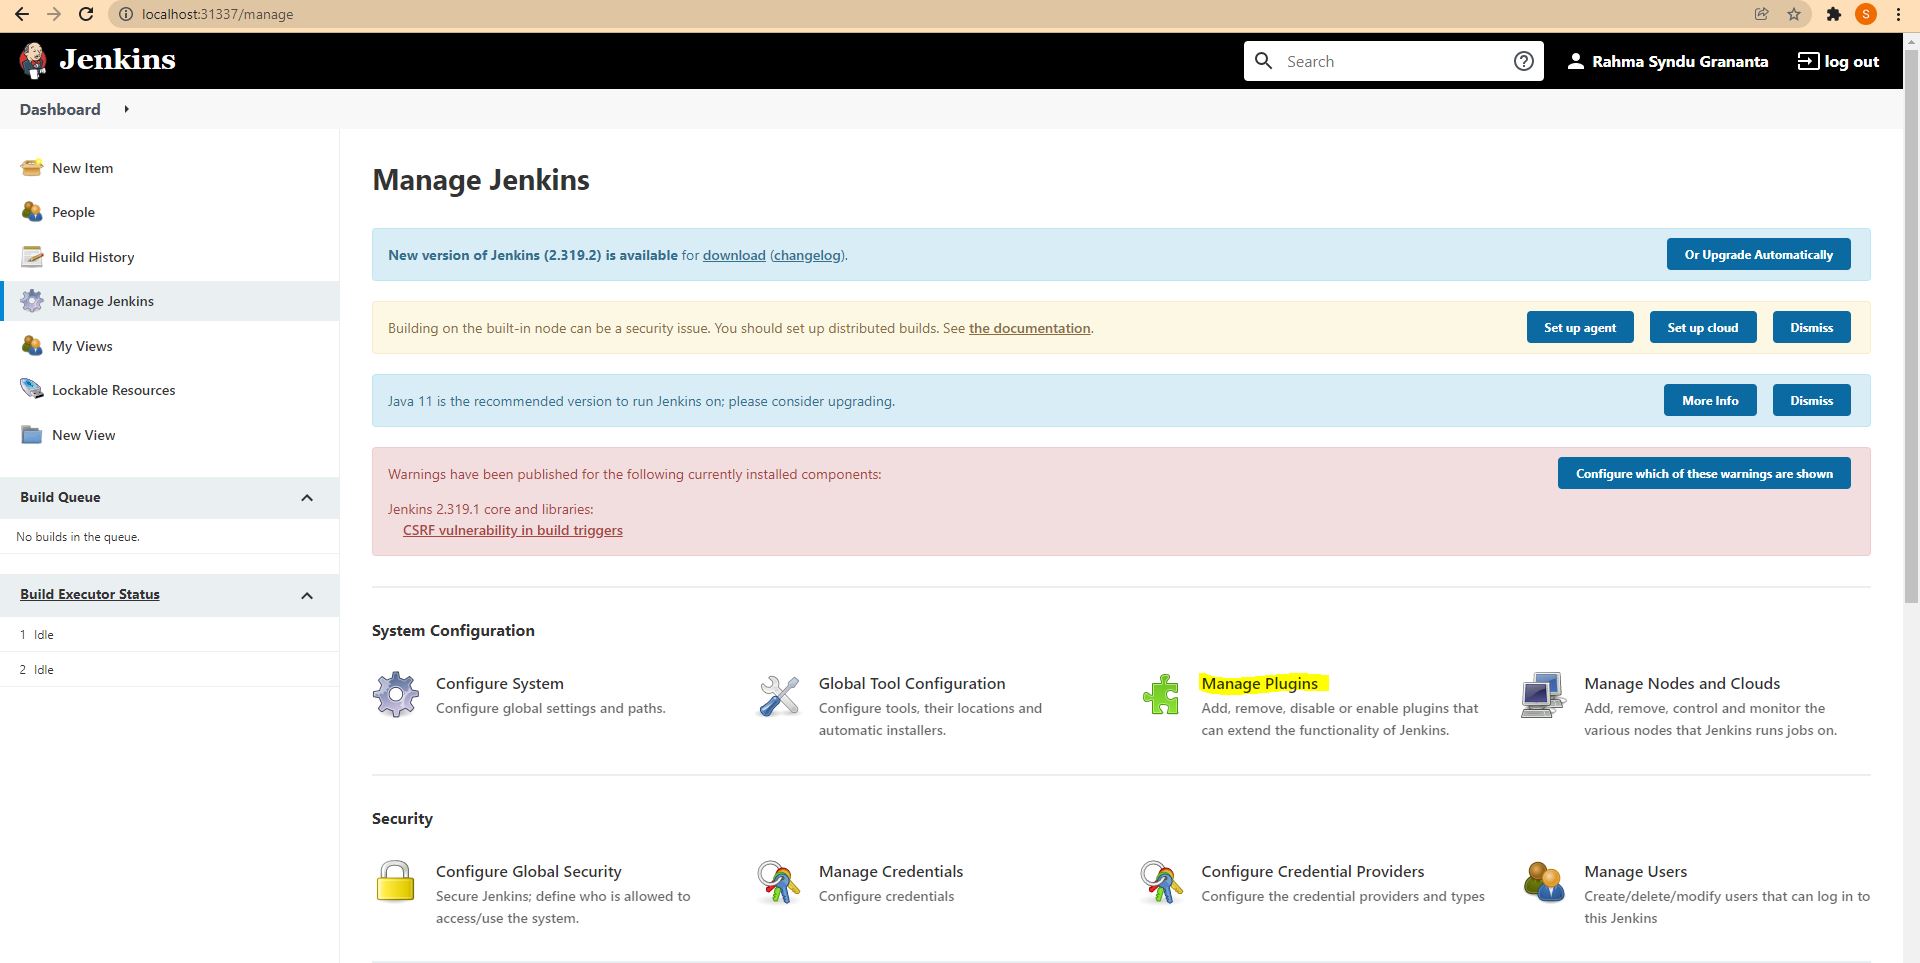 localhost:31337/manage
S
Jenkins
Search
Rahma Syndu Grananta
log out
Dashboard
New Item
People
Build History
Manage Jenkins
My Views
Lockable Resources
New View
Build Queue
No builds in the queue.
Build Executor Status
1 Idle
2 Idle
Manage Jenkins
New version of Jenkins (2.319.2) is available for download (changelog).
Or Upgrade Automatically
Building on the built-in node can be a security issue. You should set up distributed builds. See the documentation.
Set up agent
Set up cloud
Dismiss
Java 11 is the recommended version to run Jenkins on; please consider upgrading.
More Info
Dismiss
Warnings have been published for the following currently installed components:
Configure which of these warnings are shown
Jenkins 2.319.1 core and libraries:
CSRF vulnerability in build triggers
System Configuration
Configure System
Configure global settings and paths.
Global Tool Configuration
Configure tools, their locations and
automatic installers.
Manage Plugins
Add, remove, disable or enable plugins that
can extend the functionality of Jenkins.
Manage Nodes and Clouds
Add, remove, control and monitor the
various nodes that Jenkins runs jobs on.
Security
Configure Global Security
Secure Jenkins; define who is allowed to
access/use the system.
Manage Credentials
Configure credentials
Configure Credential Providers
Configure the credential providers and types
Manage Users
Create/delete/modify users that can log in to
this Jenkins